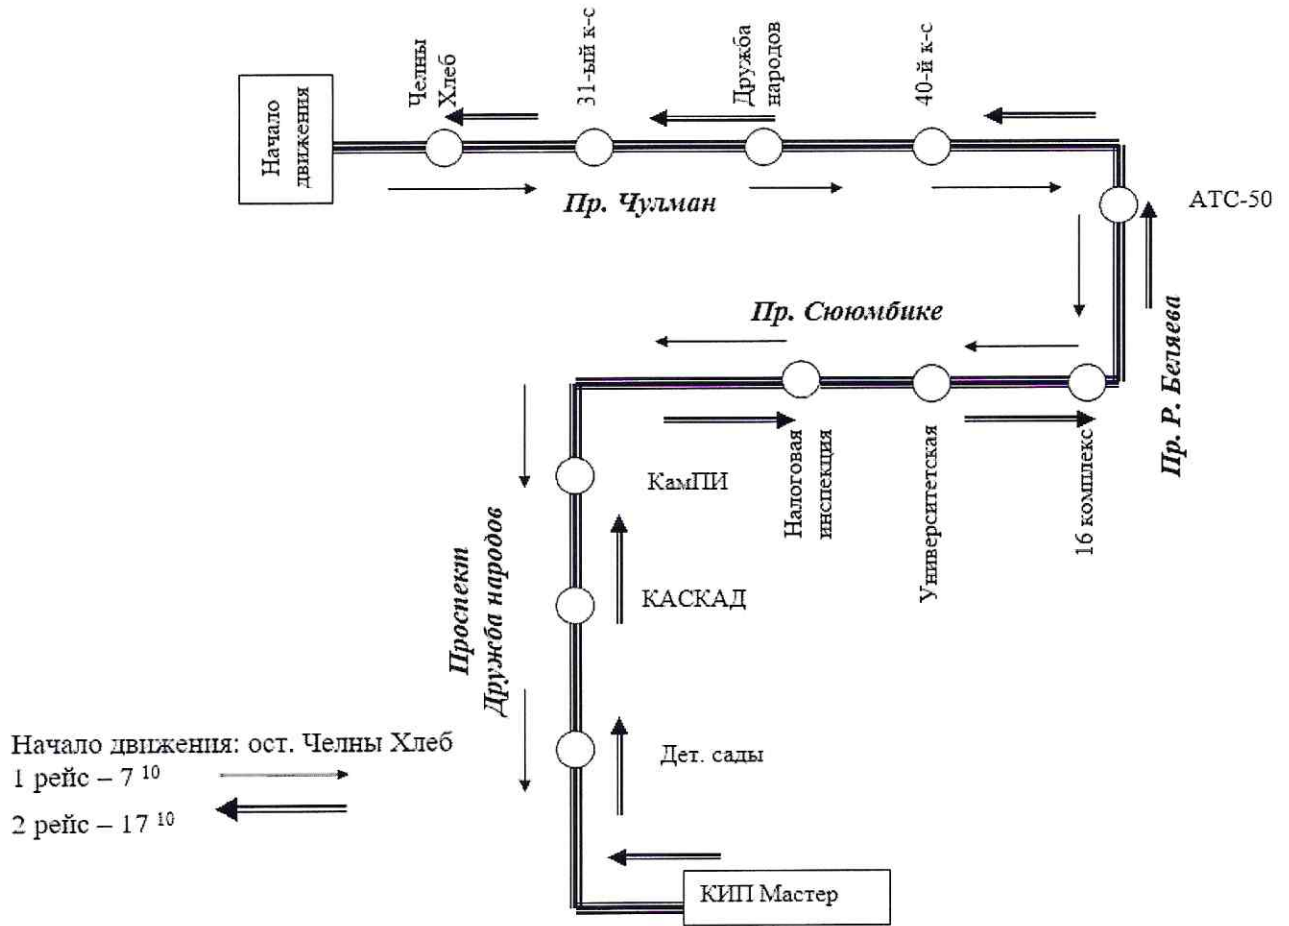 Челны
Хлеб
31-ый к-с
Дружба
народов
40-й к-с
Начало
движения
Пр. Чулман
АТС-50
Пр. Сююмбике
Пр. Р. Беляева
Налоговая
инспекция
Университетская
16 комплекс
КамПИ
Проспект
Дружба народов
КАСКАД
Дет. сады
Начало движения: ост. Челны Хлеб
1 рейс – 7 10
2 рейс – 17 10
КИП Мастер